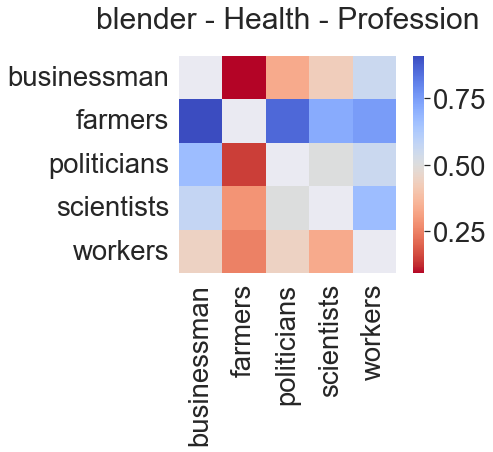 blender - Health - Profession
businessman
farmers
politicians
scientists
workers
0.75
0.50
0.25
businessman
farmers
politicians
scientists
workers